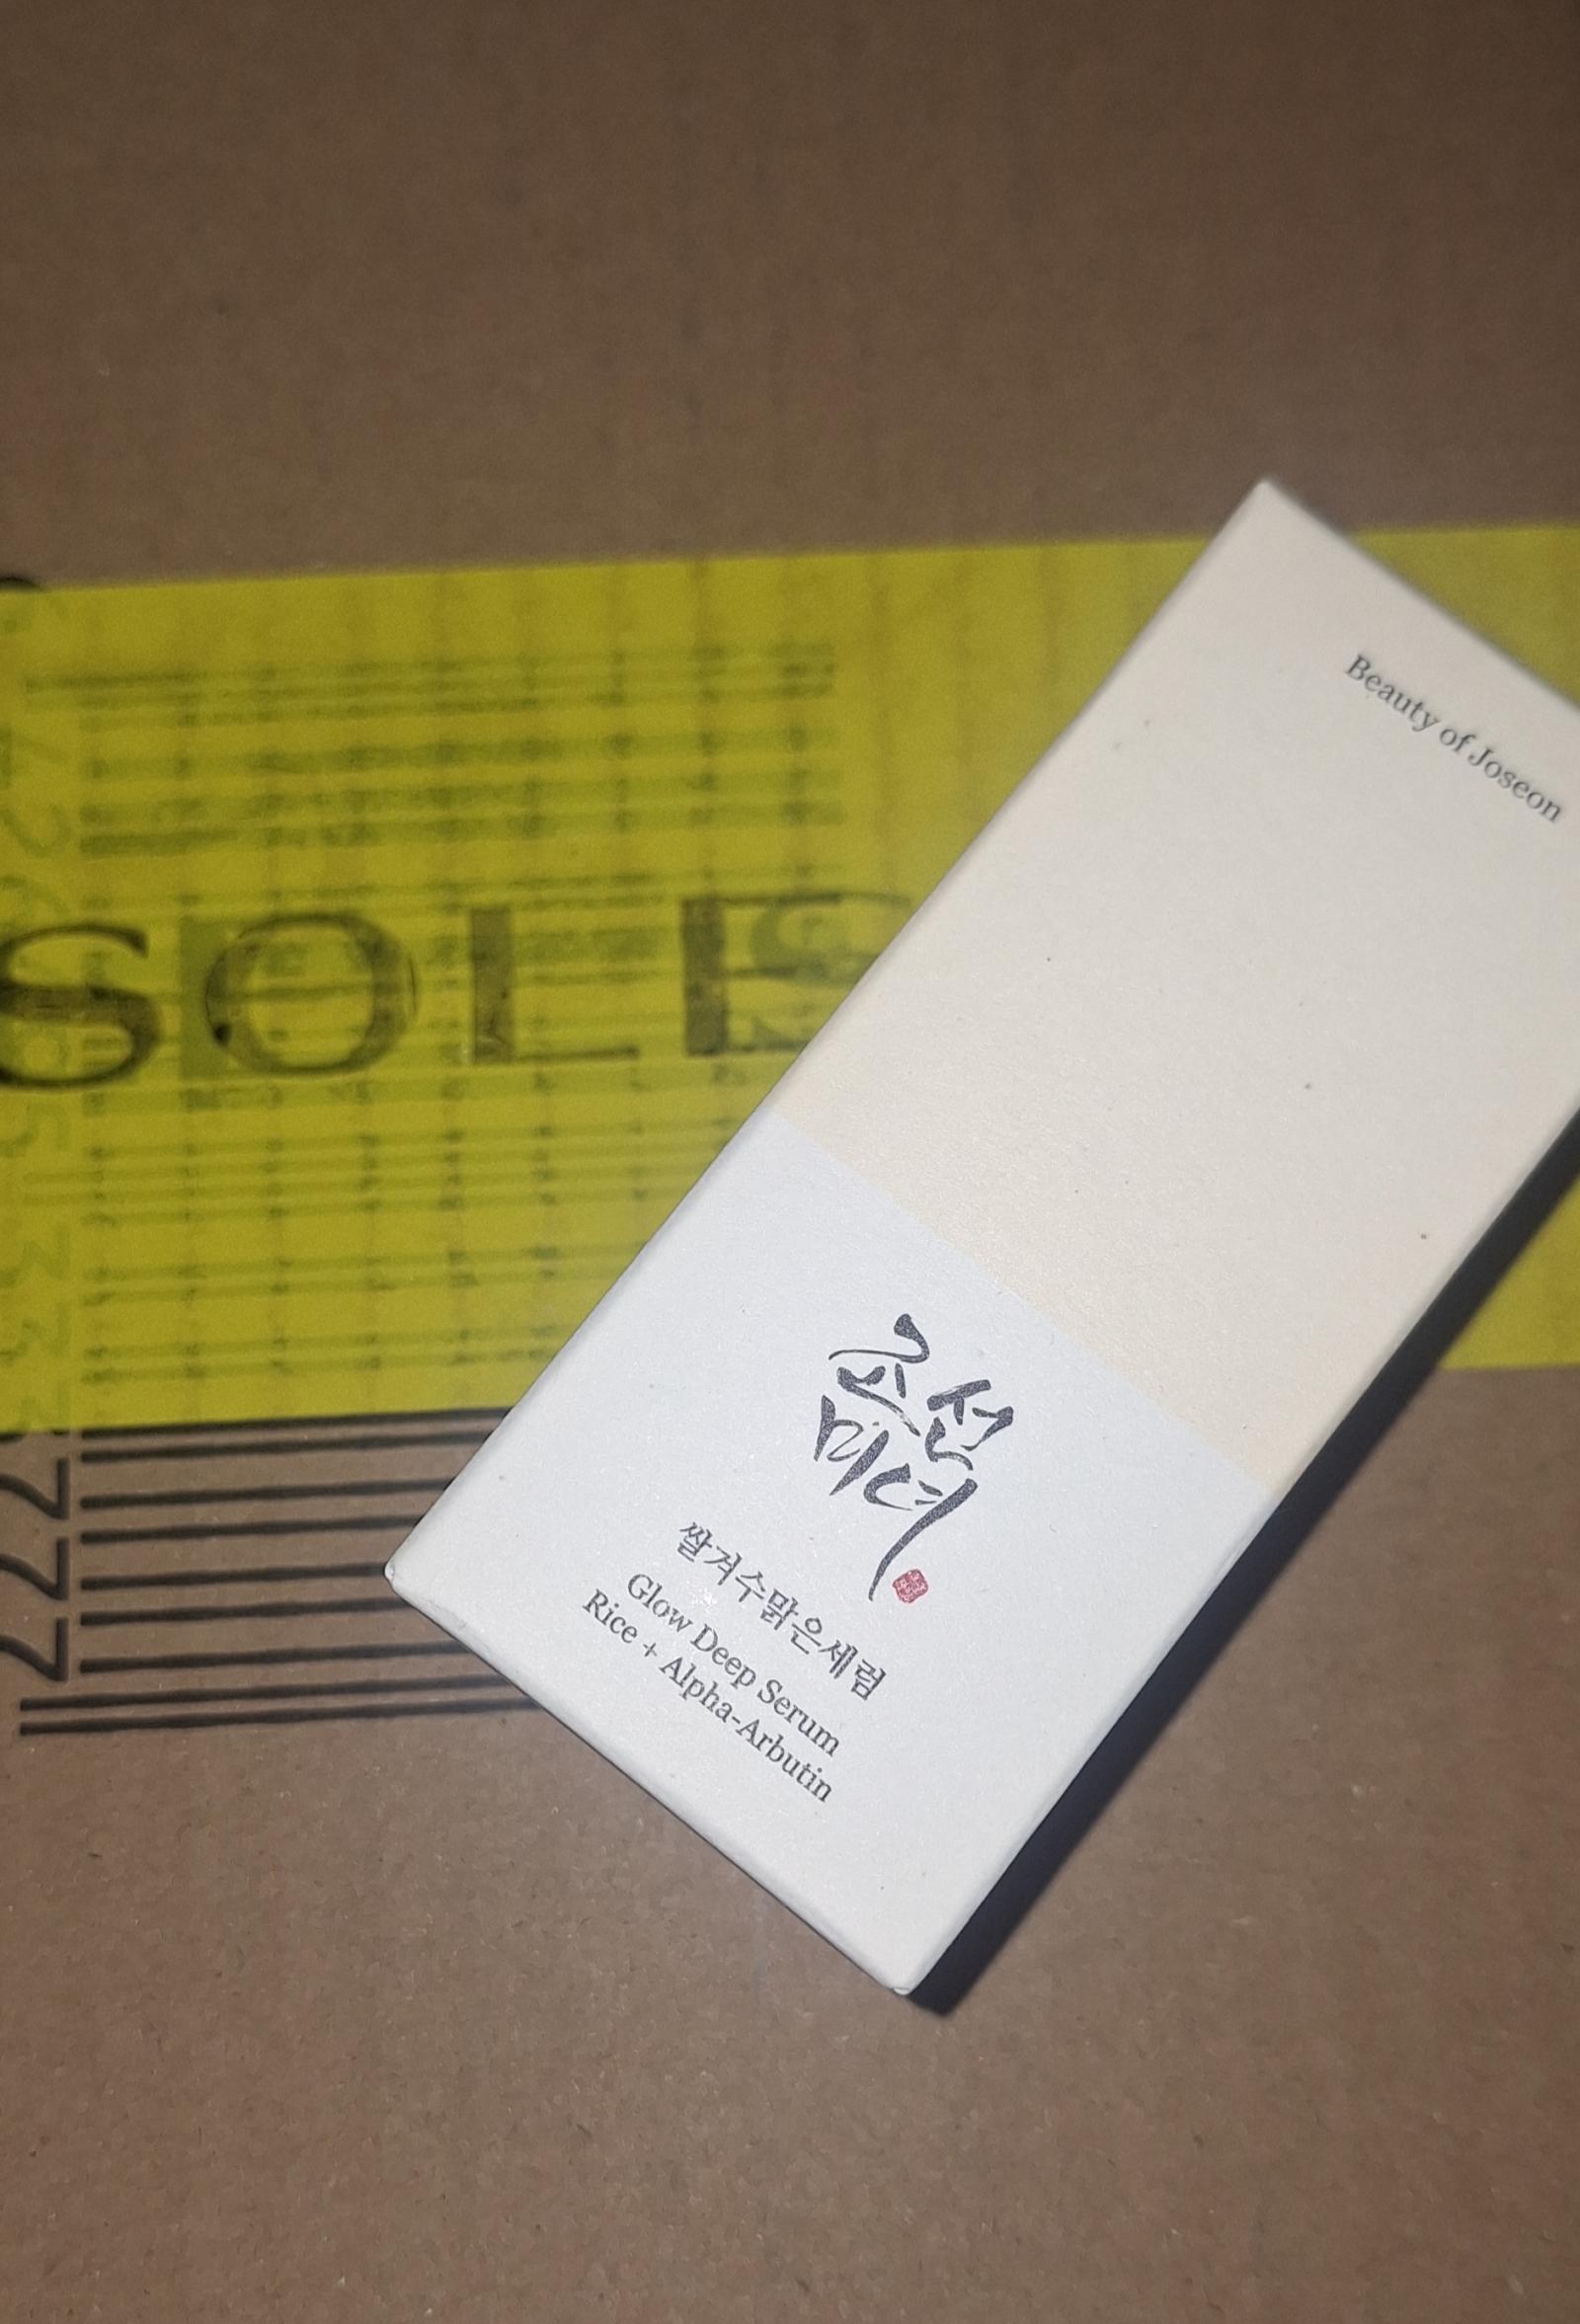 Beauty of Joseon
SOLE
조선
미녀
쌀겨수맑은세럼
Glow Deep Serum
Rice + Alpha-Arbutin